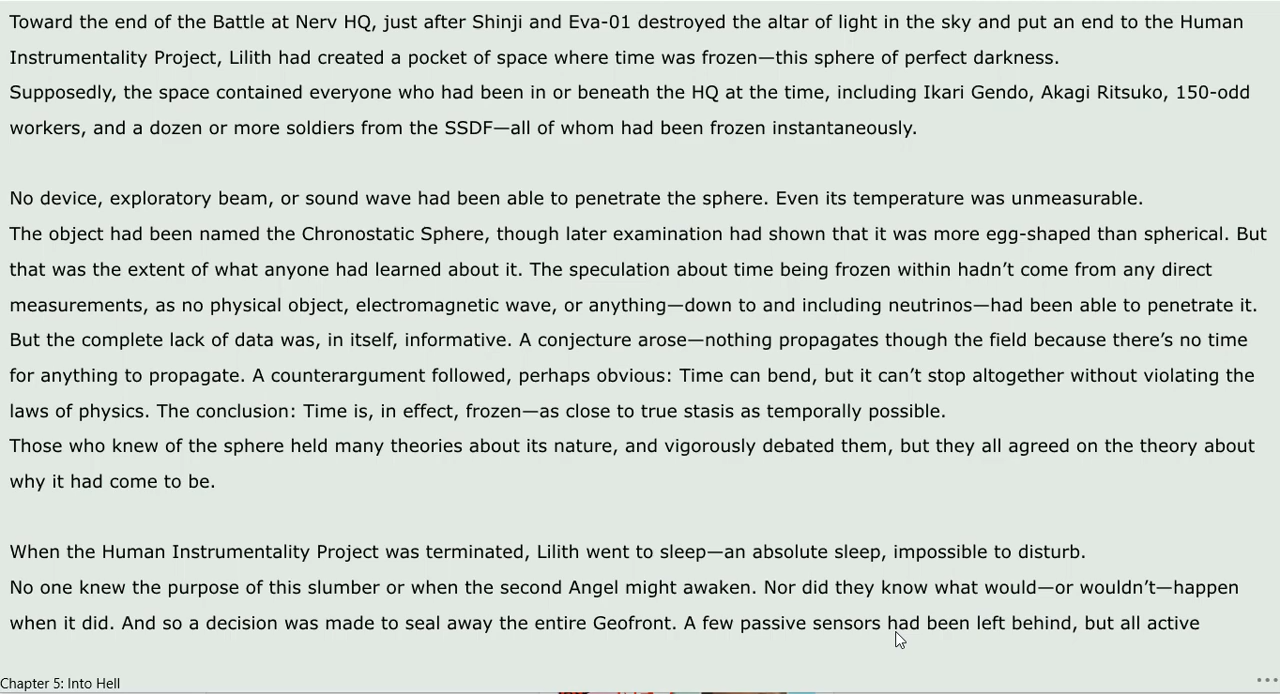 Toward the end of the Battle at Nerv HQ, just after Shinji and Eva-01 destroyed the altar of light in the sky and put an end to the Human
Instrumentality Project, Lilith had created a pocket of space where time was frozen—this sphere of perfect darkness.
Supposedly, the space contained everyone who had been in or beneath the HQ at the time, including Ikari Gendo, Akagi Ritsuko, 150-odd
workers, and a dozen or more soldiers from the SSDF—all of whom had been frozen instantaneously.
No device, exploratory beam, or sound wave had been able to penetrate the sphere. Even its temperature was unmeasurable.
The object had been named the Chronostatic Sphere, though later examination had shown that it was more egg-shaped than spherical. But
that was the extent of what anyone had learned about it. The speculation about time being frozen within hadn’t come from any direct
measurements, as no physical object, electromagnetic wave, or anything—down to and including neutrinos—had been able to penetrate it.
But the complete lack of data was, in itself, informative. A conjecture arose—nothing propagates though the field because there’s no time
for anything to propagate. A counterargument followed, perhaps obvious: Time can bend, but it can’t stop altogether without violating the
laws of physics. The conclusion: Time is, in effect, frozen—as close to true stasis as temporally possible.
Those who knew of the sphere held many theories about its nature, and vigorously debated them, but they all agreed on the theory about
why it had come to be.
When the Human Instrumentality Project was terminated, Lilith went to sleep—an absolute sleep, impossible to disturb.
No one knew the purpose of this slumber or when the second Angel might awaken. Nor did they know what would—or wouldn’t—happen
when it did. And so a decision was made to seal away the entire Geofront. A few passive sensors had been left behind, but all active
Chapter 5: Into Hell